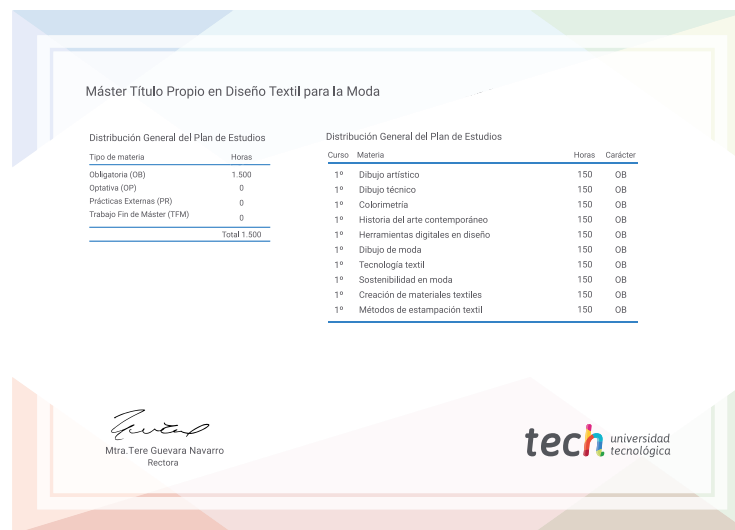 Máster Título Propio en Diseño Textil para la Moda
Distribución General del Plan de Estudios
Tipo de materia Horas
Obligatoria (OB) 1.500
Optativa (OP) 0
Prácticas Externas (PR) 0
Trabajo Fin de Máster (TFM) 0
Total 1.500
Distribución General del Plan de Estudios
Curso Materia Horas Carácter
1º Dibujo artístico 150 OB
1º Dibujo técnico 150 OB
1º Colorimetría 150 OB
1º Historia del arte contemporáneo 150 OB
1º Herramientas digitales en diseño 150 OB
1º Dibujo de moda 150 OB
1º Tecnología textil 150 OB
1º Sostenibilidad en moda 150 OB
1º Creación de materiales textiles 150 OB
1º Métodos de estampación textil 150 OB
Mtra.Tere Guevara Navarro
Rectora
tech universidad
tecnológica